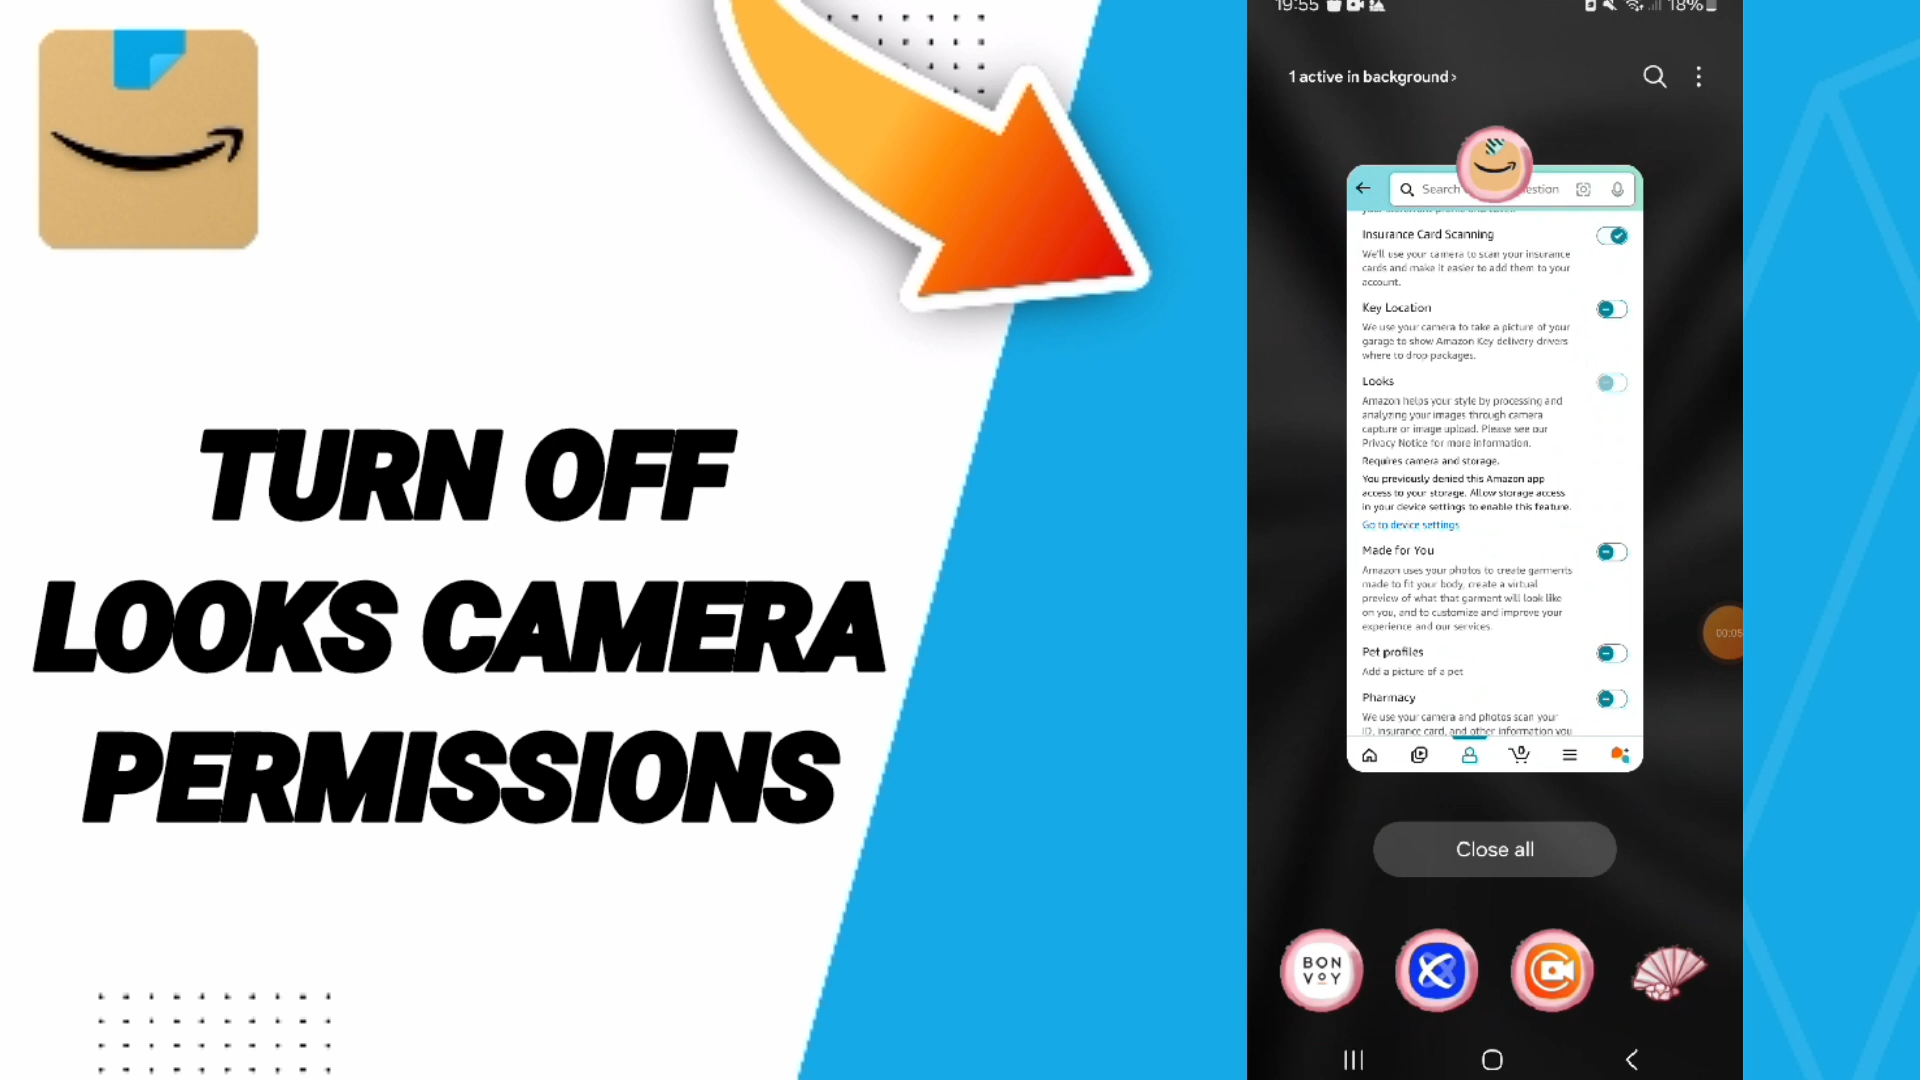 TURN OFF
LOOKS CAMERA
PERMISSIONS
19:55
18%
1 active in background >
Search
estion
Insurance Card Scanning
We'll use your camera to scan your insurance
cards and make it easier to add them to your
account.
Key Location
We use your camera to take a picture of your
garage to show Amazon Key delivery drivers
where to drop packages.
Looks
Amazon helps your style by processing and
analyzing your images through camera
capture or image upload. Please see our
Privacy Notice for more information.
Requires camera and storage.
You previously denied this Amazon app
access to your storage. Allow storage access
in your device settings to enable this feature.
Go to device settings
Made for You
Amazon uses your photos to create garments
made to fit your body, create a virtual
preview of what that garment will look like
on you, and to customize and improve your
experience and our services.
Pet profiles
Add a picture of a pet
Pharmacy
We use your camera and photos scan your
ID, insurance card, and other information you
0
00:05
Close all
BON
VOY